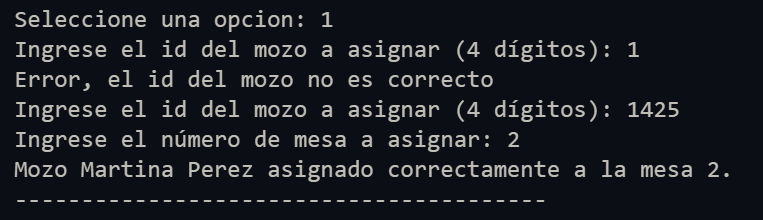 Seleccione una opcion: 1
Ingrese el id del mozo a asignar (4 dígitos): 1
Error, el id del mozo no es correcto
Ingrese el id del mozo a asignar (4 dígitos): 1425
Ingrese el número de mesa a asignar: 2
Mozo Martina Perez asignado correctamente a la mesa 2.
----------------------------------------